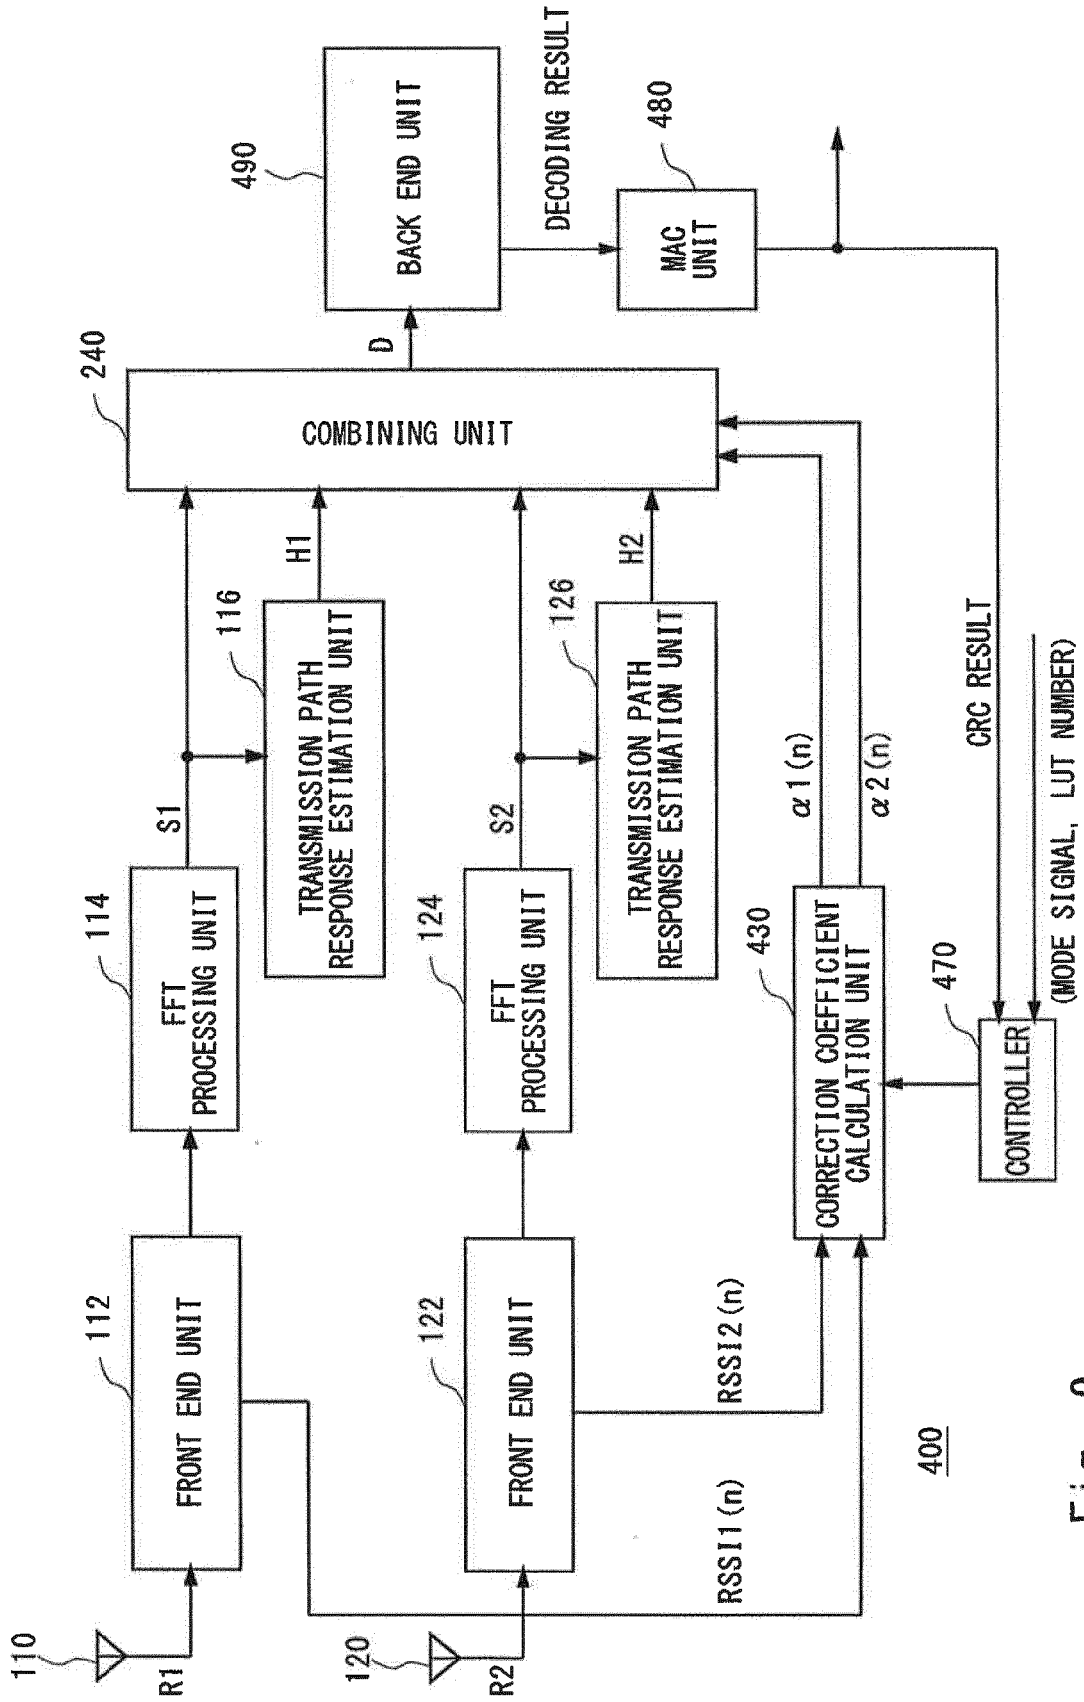 110
R1
112
FRONT END UNIT
114
FFT
PROCESSING UNIT
S1
116
TRANSMISSION PATH
RESPONSE ESTIMATION UNIT
H1
240
COMBINING UNIT
D
490
BACK END UNIT
DECODING RESULT
480
MAC
UNIT
120
R2
122
FRONT END UNIT
124
FFT
PROCESSING UNIT
S2
126
TRANSMISSION PATH
RESPONSE ESTIMATION UNIT
H2
RSSI1(n)
RSSI2(n)
430
CORRECTION COEFFICIENT
CALCULATION UNIT
α1(n)
α2(n)
470
CONTROLLER
CRC RESULT
(MODE SIGNAL, LUT NUMBER)
400
Fig.